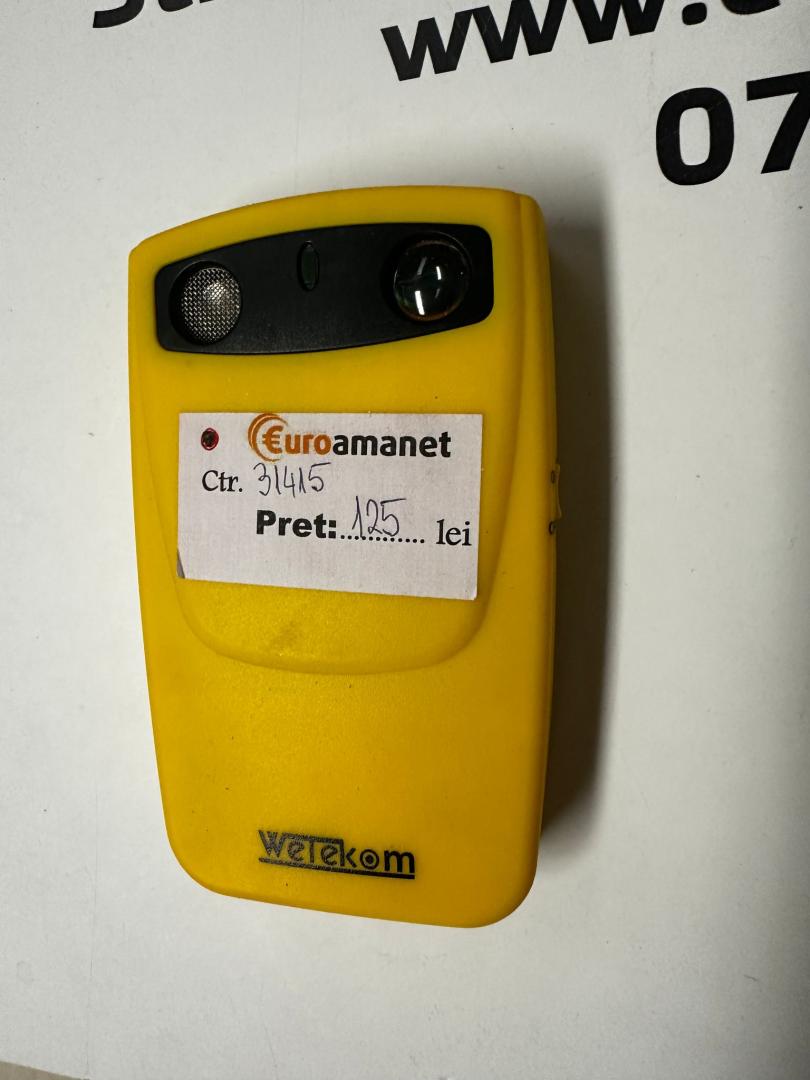 www.
07
Euroamanet
Ctr. 31415
Pret: 125 lei
WeTekom